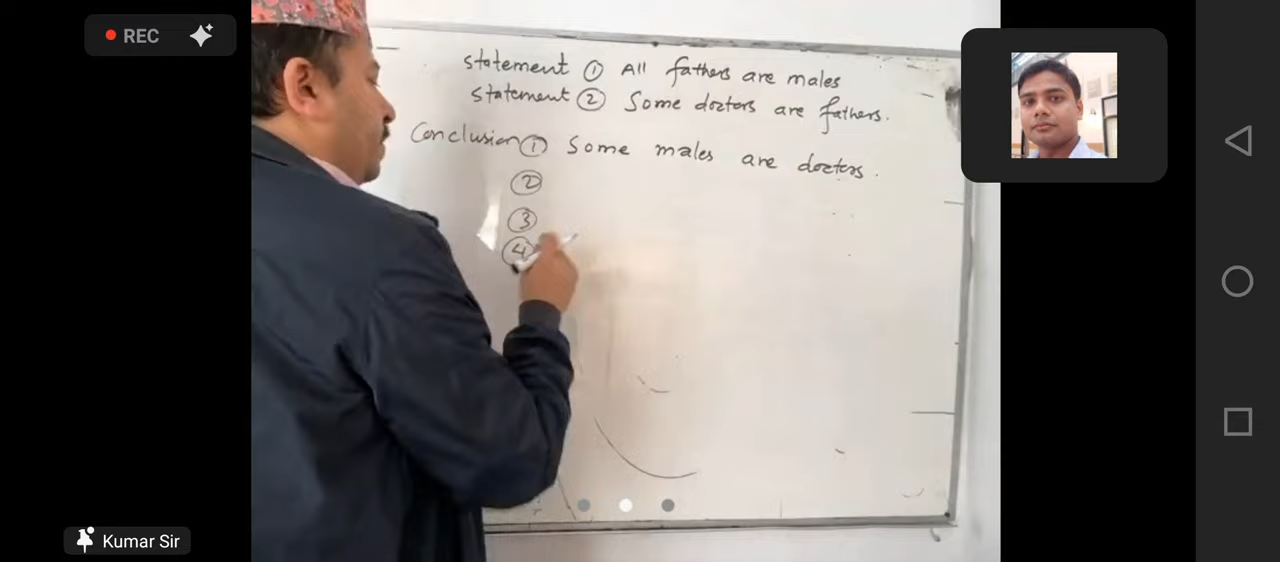 REC
statement ① All fathers are males
statement ② Some doctors are fathers.
Conclusion ① Some males are doctors.
②
③
④
Kumar Sir